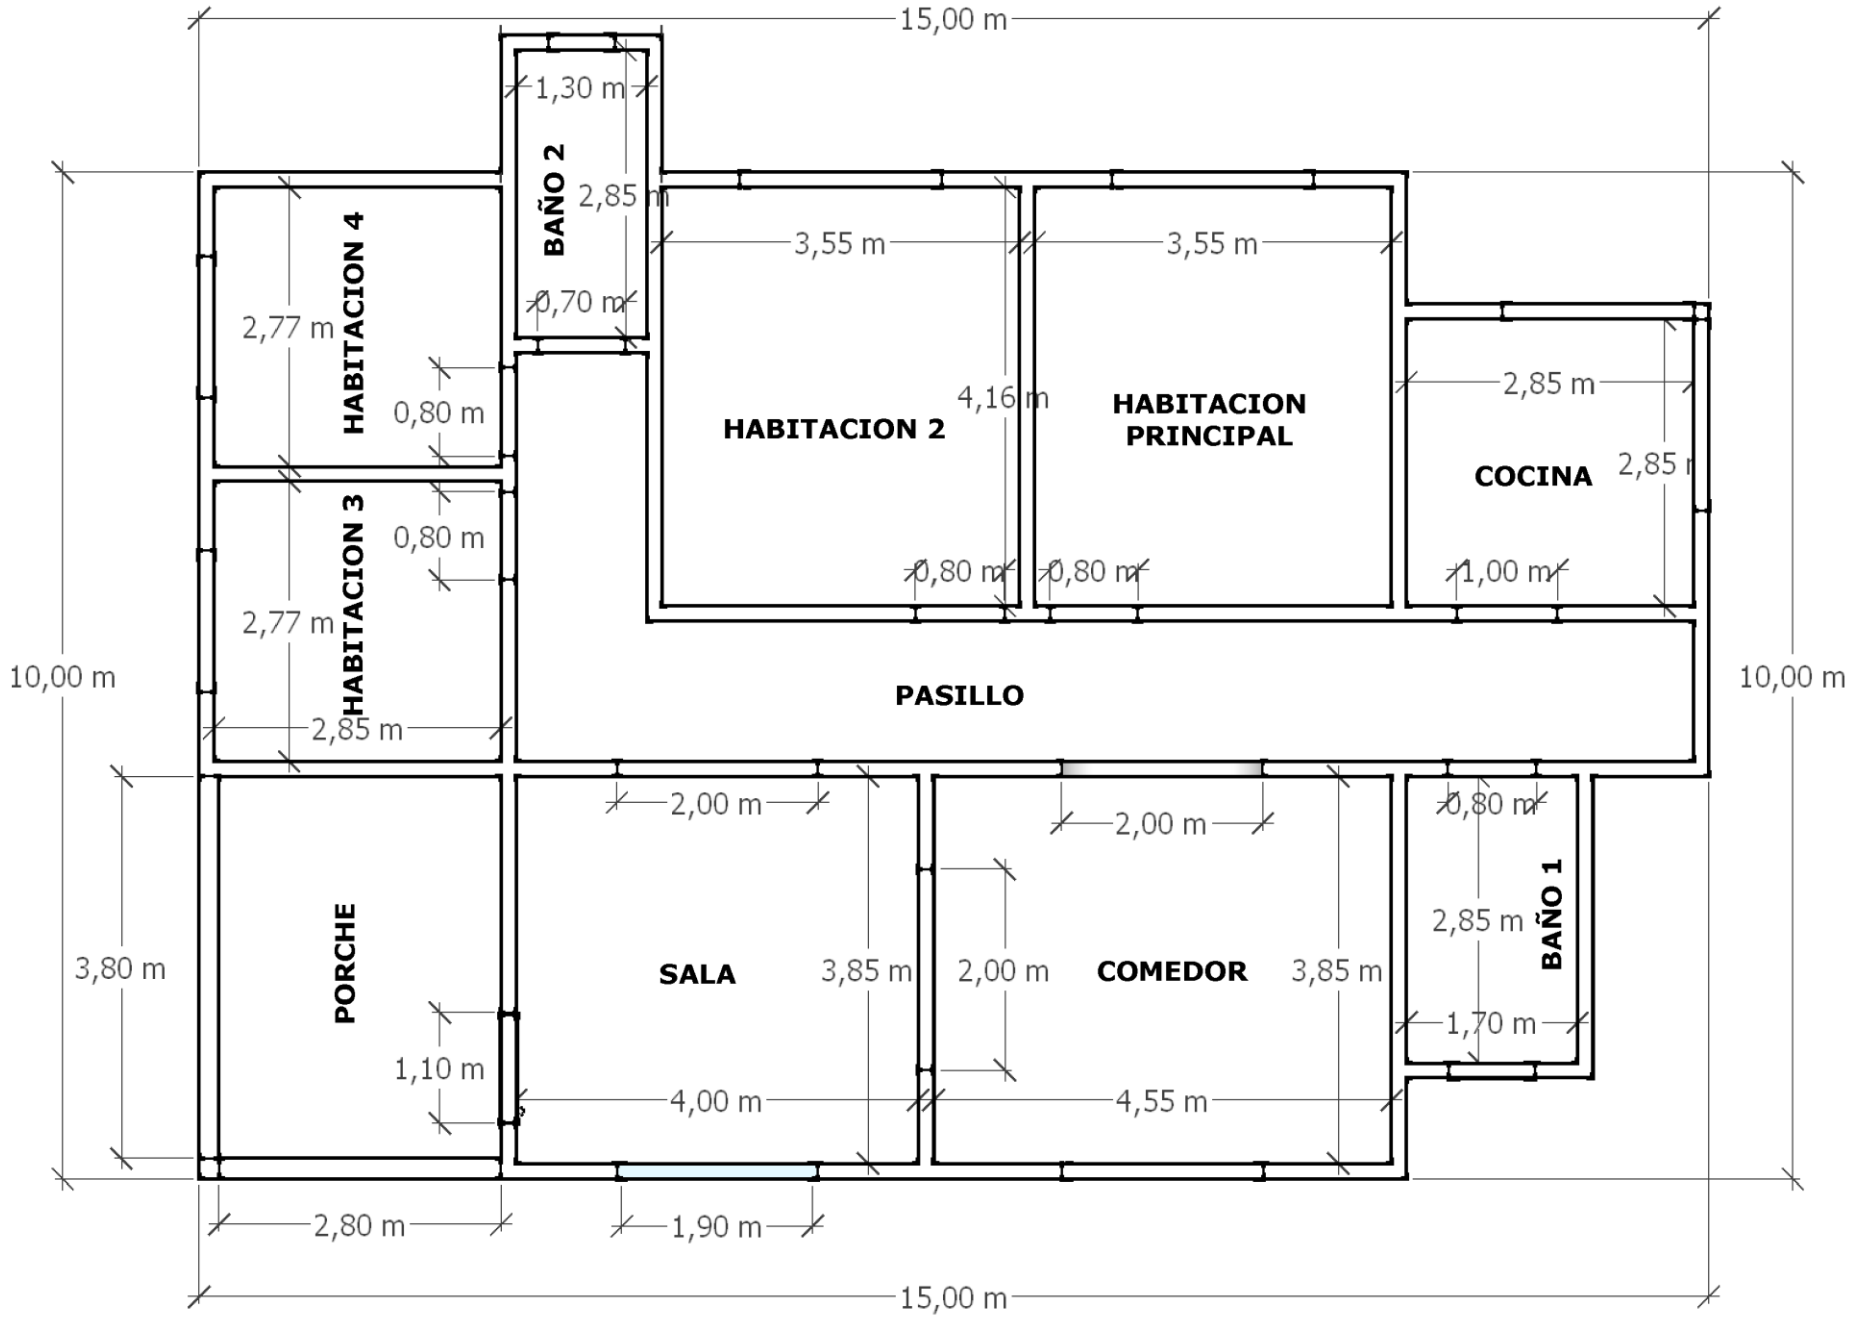 15,00 m
1,30 m
BAÑO 2
2,85 m
0,70 m
HABITACION 4
2,77 m
0,80 m
3,55 m
3,55 m
4,16 m
HABITACION 2
HABITACION
PRINCIPAL
2,85 m
2,85 m
COCINA
HABITACION 3
0,80 m
2,77 m
2,85 m
0,80 m
0,80 m
1,00 m
10,00 m
10,00 m
PASILLO
2,00 m
2,00 m
0,80 m
PORCHE
3,80 m
SALA
3,85 m
2,00 m
COMEDOR
3,85 m
2,85 m
BAÑO 1
1,70 m
1,10 m
4,00 m
4,55 m
2,80 m
1,90 m
15,00 m